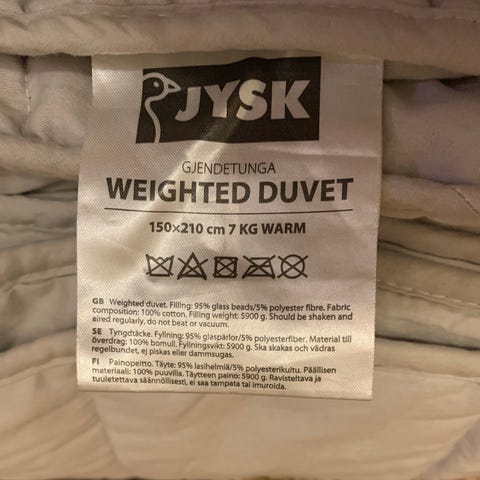 JYSK
GJENDETUNGA
WEIGHTED DUVET
150×210 cm 7 KG WARM
GB Weighted duvet. Filling: 95% glass beads/5% polyester fibre. Fabric
composition: 100% cotton. Filling weight: 5900 g. Should be shaken and
aired regularly, do not beat or vacuum.
SE Tyngdtäcke. Fyllning: 95% glaspärlor/5% polyesterfiber. Material till
överdrag: 100% bomull. Fyllningsvikt: 5900 g. Ska skakas och vädras
regelbundet, ej piskas eller dammsugas.
FI Painopeitto. Täyte: 95% lasihelmiä/5% polyesterikuitu. Päällisen
materiaali: 100% puuvilla. Täytteen paino: 5900 g. Ravisteltava ja
tuuletettava säännöllisesti, ei saa tampata tai imuroida.